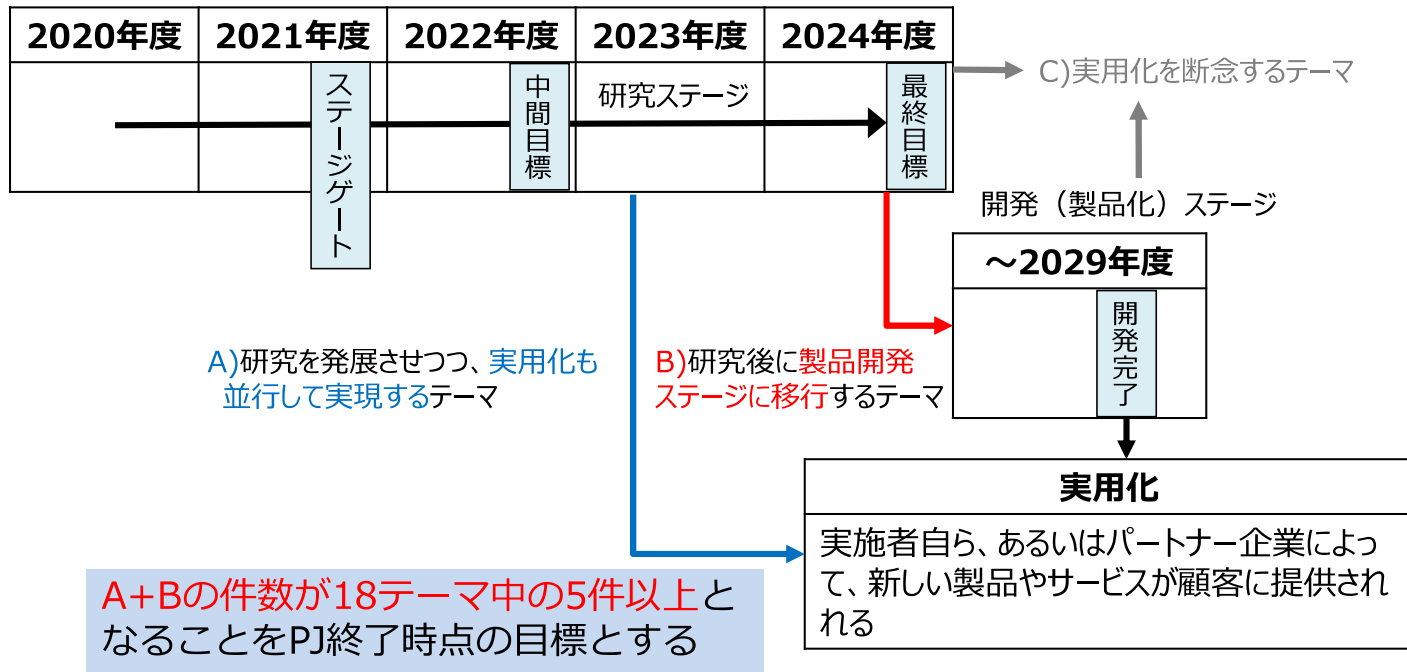 2020年度 2021年度 2022年度 2023年度 2024年度
ステージゲート
中間目標
研究ステージ
最終目標
C)実用化を断念するテーマ
開発（製品化）ステージ
～2029年度
開発完了
A)研究を発展させつつ、実用化も
並行して実現するテーマ
B)研究後に製品開発
ステージに移行するテーマ
実用化
実施者自ら、あるいはパートナー企業によっ
て、新しい製品やサービスが顧客に提供され
れる
A+Bの件数が18テーマ中の5件以上と
なることをPJ終了時点の目標とする